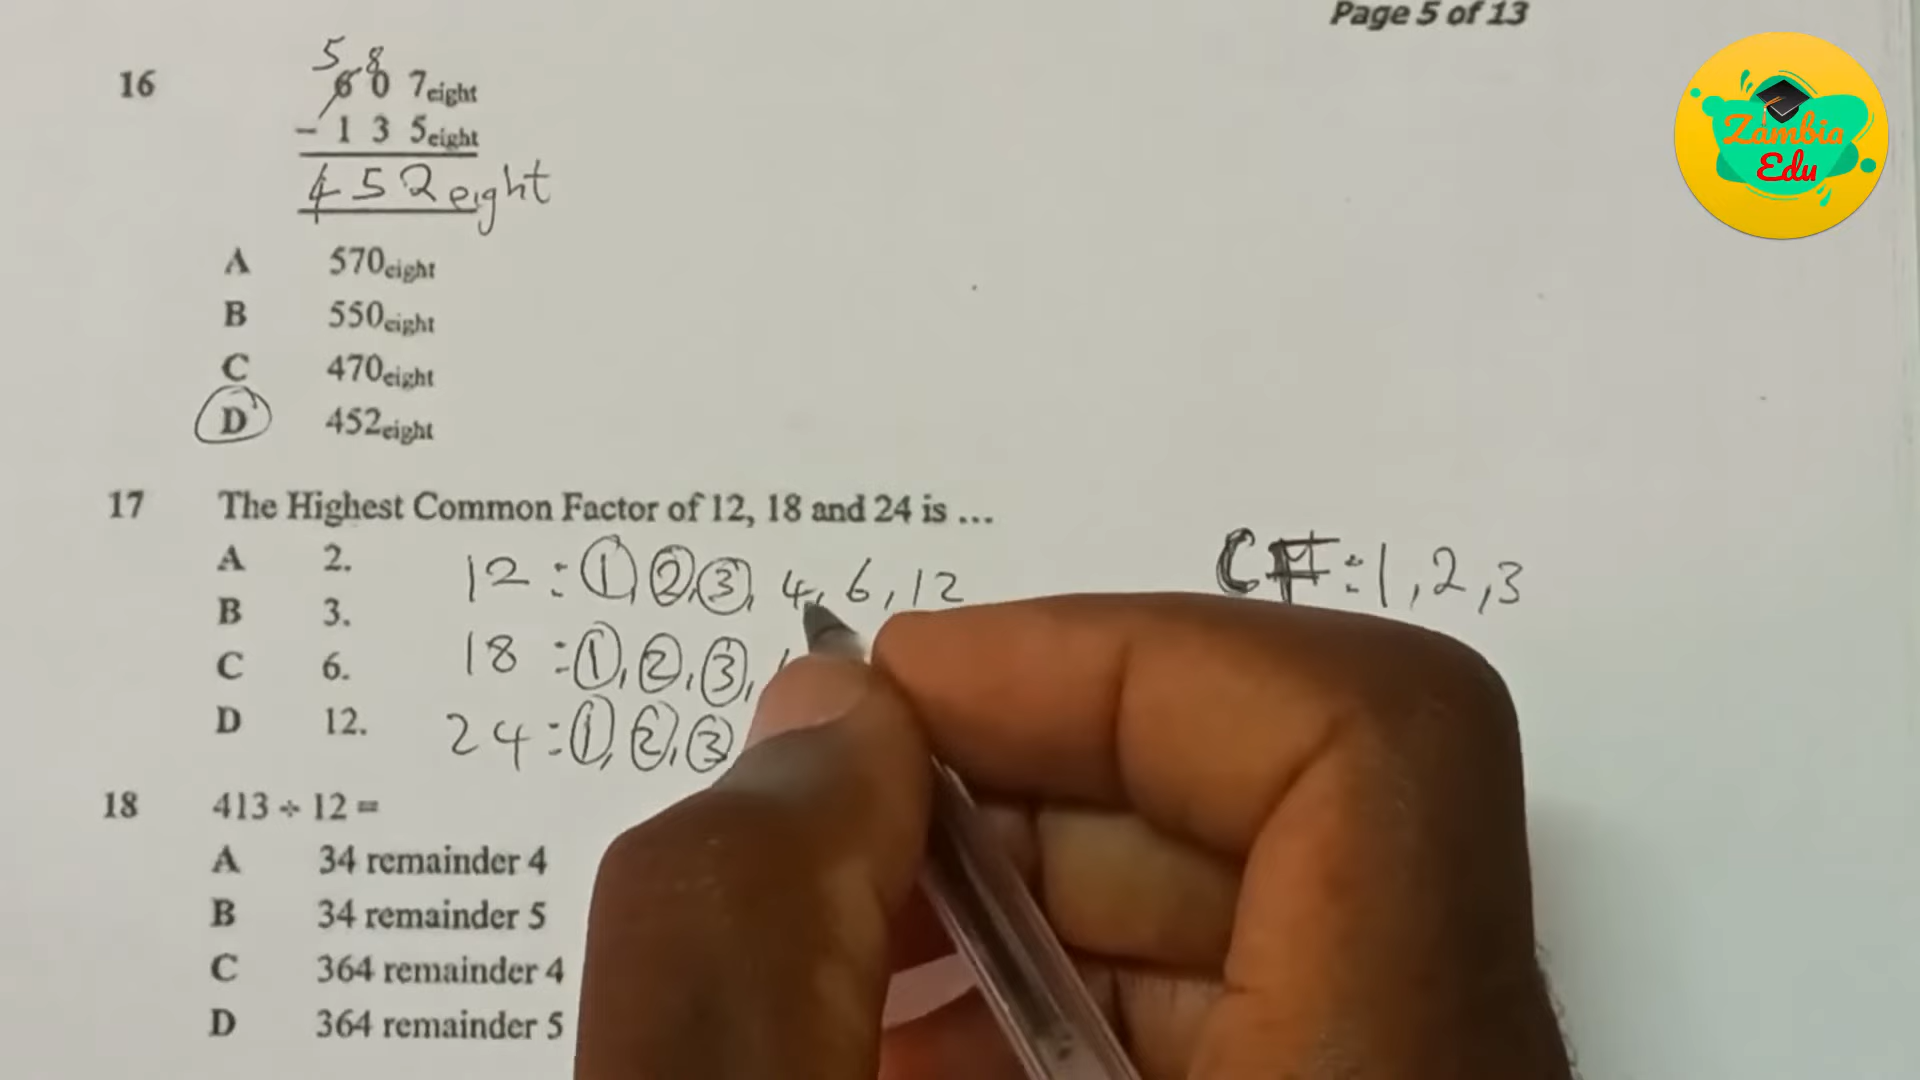 Page 5 of 13
Zambia
Edu
5 8
16 6 0 7eight
- 1 3 5eight
4 5 2 eight
A 570eight
B 550eight
C 470eight
D 452eight
17 The Highest Common Factor of 12, 18 and 24 is ...
A 2. 12 : 1, 2, 3, 4, 6, 12 CF : 1, 2, 3
B 3.
18 : 1, 2, 3,
C 6.
D 12. 24 : 1, 2, 3
18 413 ÷ 12 =
A 34 remainder 4
B 34 remainder 5
C 364 remainder 4
D 364 remainder 5